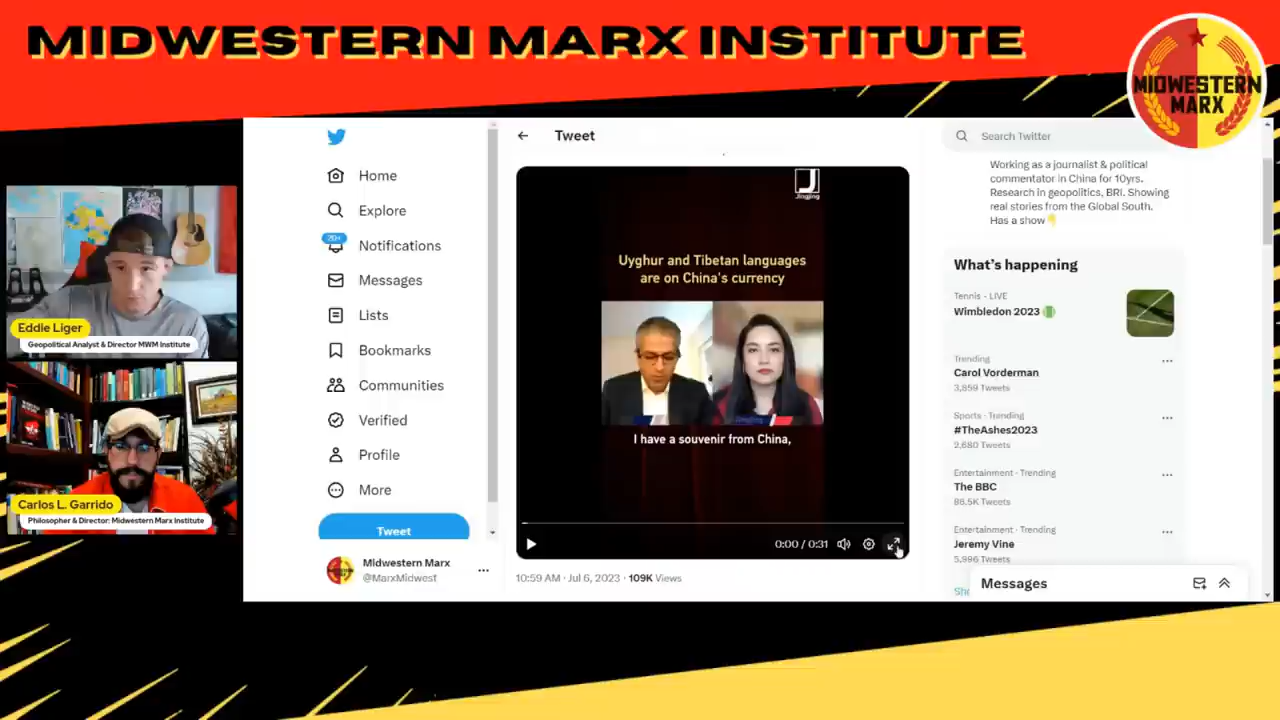 MIDWESTERN MARX INSTITUTE
MIDWESTERN
MARX
Eddie Liger
Geopolitical Analyst & Director MWM Institute
Carlos L. Garrido
Philosopher & Director: Midwestern Marx Institute
Home
Explore
20+
Notifications
Messages
Lists
Bookmarks
Communities
Verified
Profile
More
Tweet
Midwestern Marx
@MarxMidwest
Tweet
J
Jingjing
Uyghur and Tibetan languages
are on China's currency
I have a souvenir from China,
0:00 / 0:31
10:59 AM · Jul 6, 2023 · 109K Views
Search Twitter
Working as a journalist & political
commentator in China for 10yrs.
Research in geopolitics, BRI. Showing
real stories from the Global South.
Has a show👇
What's happening
Tennis · LIVE
Wimbledon 2023
Trending
Carol Vorderman
3,859 Tweets
Sports · Trending
#TheAshes2023
2,680 Tweets
Entertainment · Trending
The BBC
86.5K Tweets
Entertainment · Trending
Jeremy Vine
5,996 Tweets
Messages